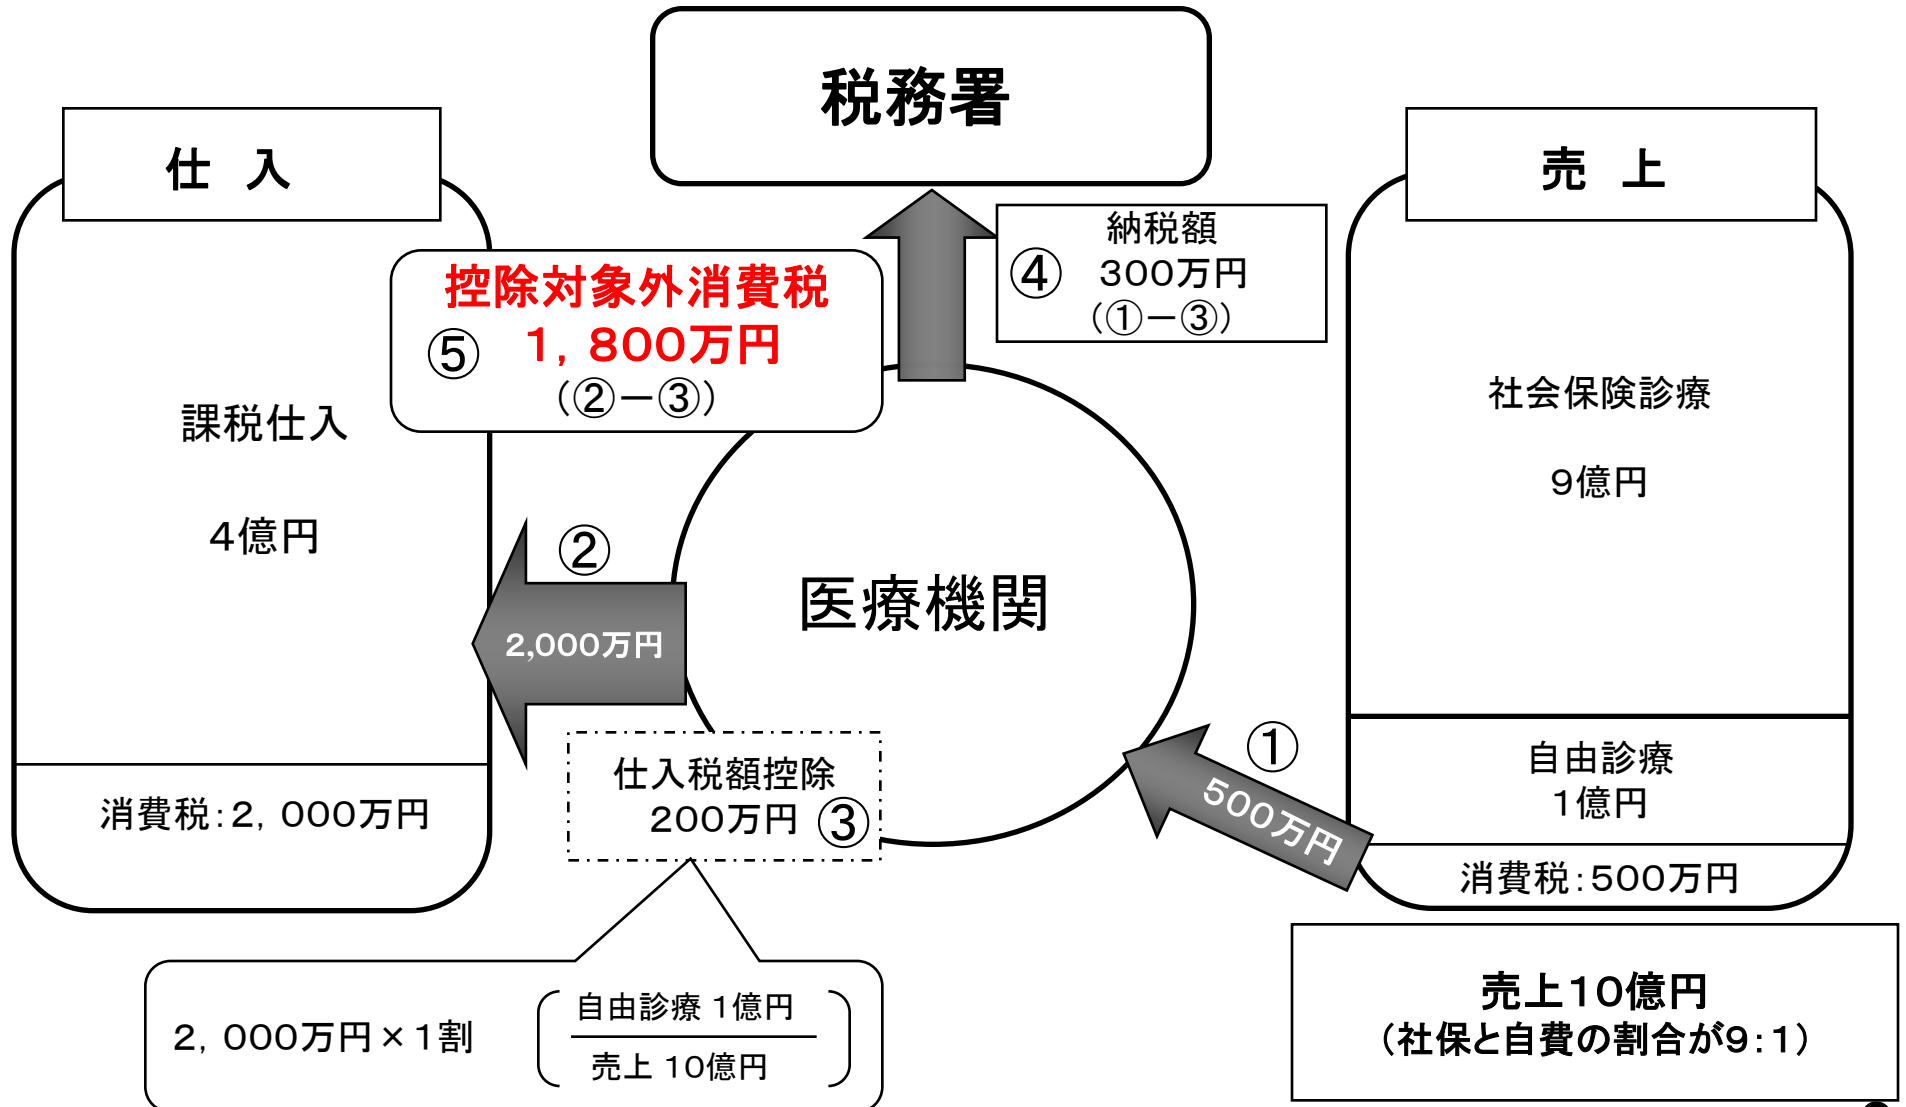 税務署
仕 入
売 上
納税額
④ 300万円
(①－③)
控除対象外消費税
⑤ 1，800万円
(②－③)
課税仕入
4億円
社会保険診療
9億円
②
2,000万円
医療機関
①
500万円
自由診療
1億円
仕入税額控除
200万円 ③
消費税：2，000万円
消費税：500万円
2，000万円×1割
自由診療 1億円
売上 10億円
売上10億円
(社保と自費の割合が9：1)